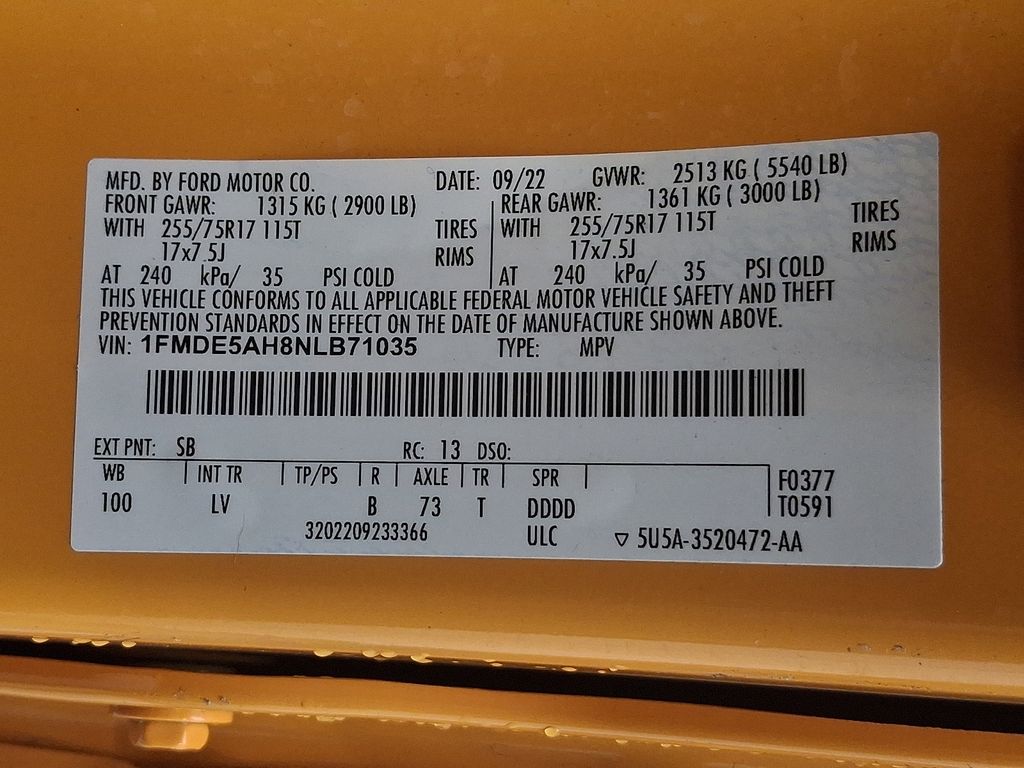 MFD. BY FORD MOTOR CO. DATE: 09/22 GVWR: 2513 KG ( 5540 LB)
FRONT GAWR: 1315 KG ( 2900 LB) REAR GAWR: 1361 KG ( 3000 LB)
WITH 255/75R17 115T TIRES WITH 255/75R17 115T TIRES
17x7.5J RIMS 17x7.5J RIMS
AT 240 kPa/ 35 PSI COLD AT 240 kPa/ 35 PSI COLD
THIS VEHICLE CONFORMS TO ALL APPLICABLE FEDERAL MOTOR VEHICLE SAFETY AND THEFT
PREVENTION STANDARDS IN EFFECT ON THE DATE OF MANUFACTURE SHOWN ABOVE.
VIN: 1FMDE5AH8NLB71035 TYPE: MPV
EXT PNT: SB RC: 13 DSO:
WB INT TR TP/PS R AXLE TR SPR F0377
100 LV B 73 T DDDD T0591
3202209233366 ULC ▽ 5U5A-3520472-AA